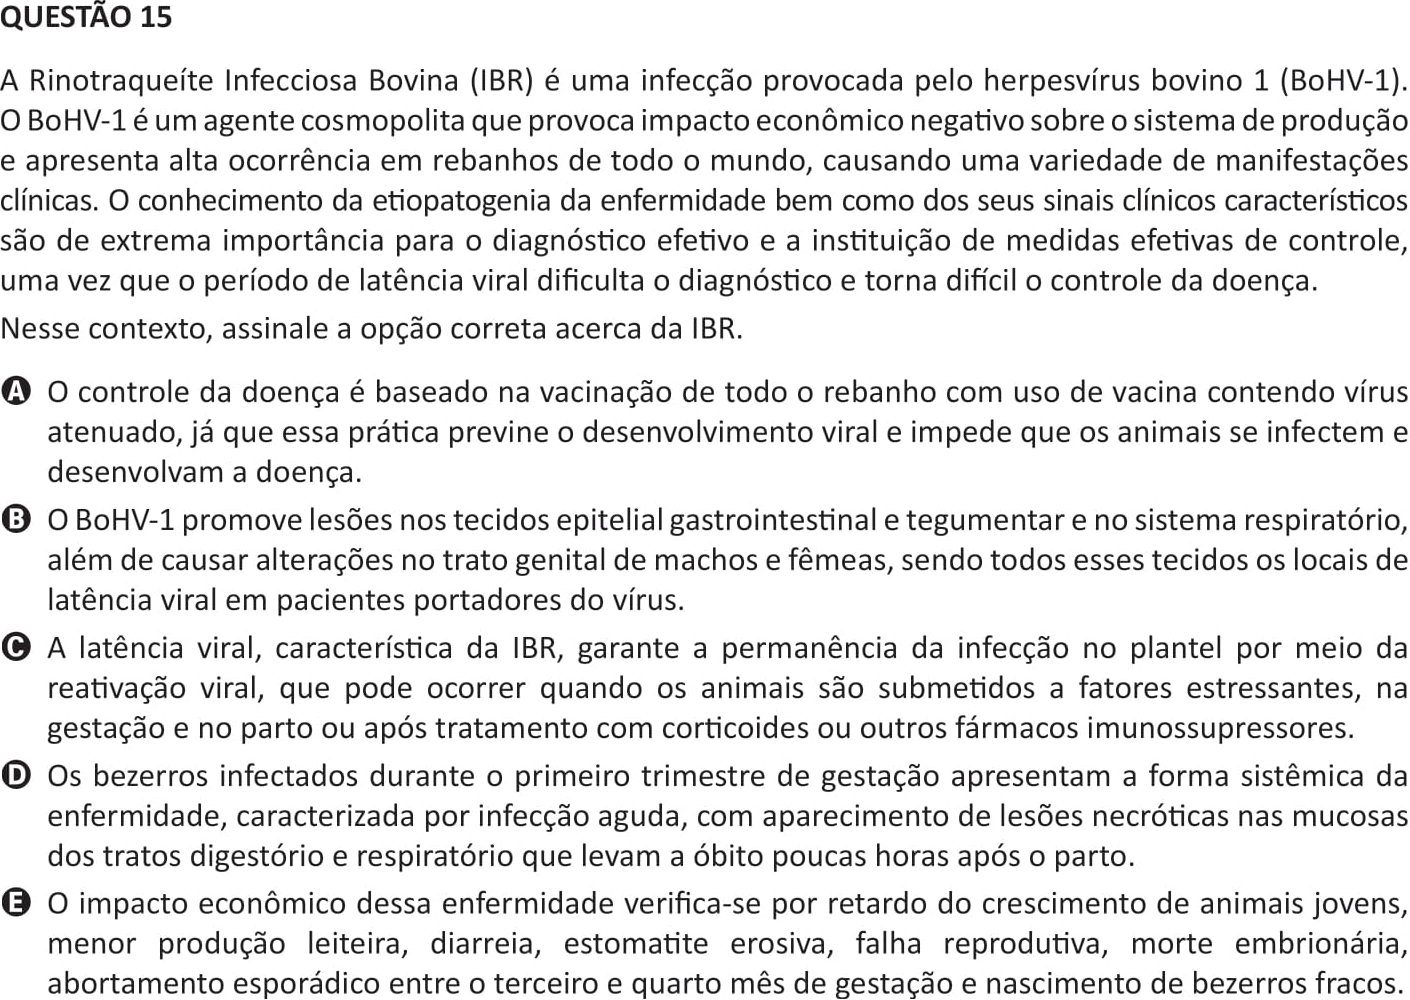 QUESTÃO 15
A Rinotraqueíte Infecciosa Bovina (IBR) é uma infecção provocada pelo herpesvírus bovino 1 (BoHV-1).
O BoHV-1 é um agente cosmopolita que provoca impacto econômico negativo sobre o sistema de produção
e apresenta alta ocorrência em rebanhos de todo o mundo, causando uma variedade de manifestações
clínicas. O conhecimento da etiopatogenia da enfermidade bem como dos seus sinais clínicos característicos
são de extrema importância para o diagnóstico efetivo e a instituição de medidas efetivas de controle,
uma vez que o período de latência viral dificulta o diagnóstico e torna difícil o controle da doença.
Nesse contexto, assinale a opção correta acerca da IBR.
A O controle da doença é baseado na vacinação de todo o rebanho com uso de vacina contendo vírus
atenuado, já que essa prática previne o desenvolvimento viral e impede que os animais se infectem e
desenvolvam a doença.
B O BoHV-1 promove lesões nos tecidos epitelial gastrointestinal e tegumentar e no sistema respiratório,
além de causar alterações no trato genital de machos e fêmeas, sendo todos esses tecidos os locais de
latência viral em pacientes portadores do vírus.
C A latência viral, característica da IBR, garante a permanência da infecção no plantel por meio da
reativação viral, que pode ocorrer quando os animais são submetidos a fatores estressantes, na
gestação e no parto ou após tratamento com corticoides ou outros fármacos imunossupressores.
D Os bezerros infectados durante o primeiro trimestre de gestação apresentam a forma sistêmica da
enfermidade, caracterizada por infecção aguda, com aparecimento de lesões necróticas nas mucosas
dos tratos digestório e respiratório que levam a óbito poucas horas após o parto.
E O impacto econômico dessa enfermidade verifica-se por retardo do crescimento de animais jovens,
menor produção leiteira, diarreia, estomatite erosiva, falha reprodutiva, morte embrionária,
abortamento esporádico entre o terceiro e quarto mês de gestação e nascimento de bezerros fracos.